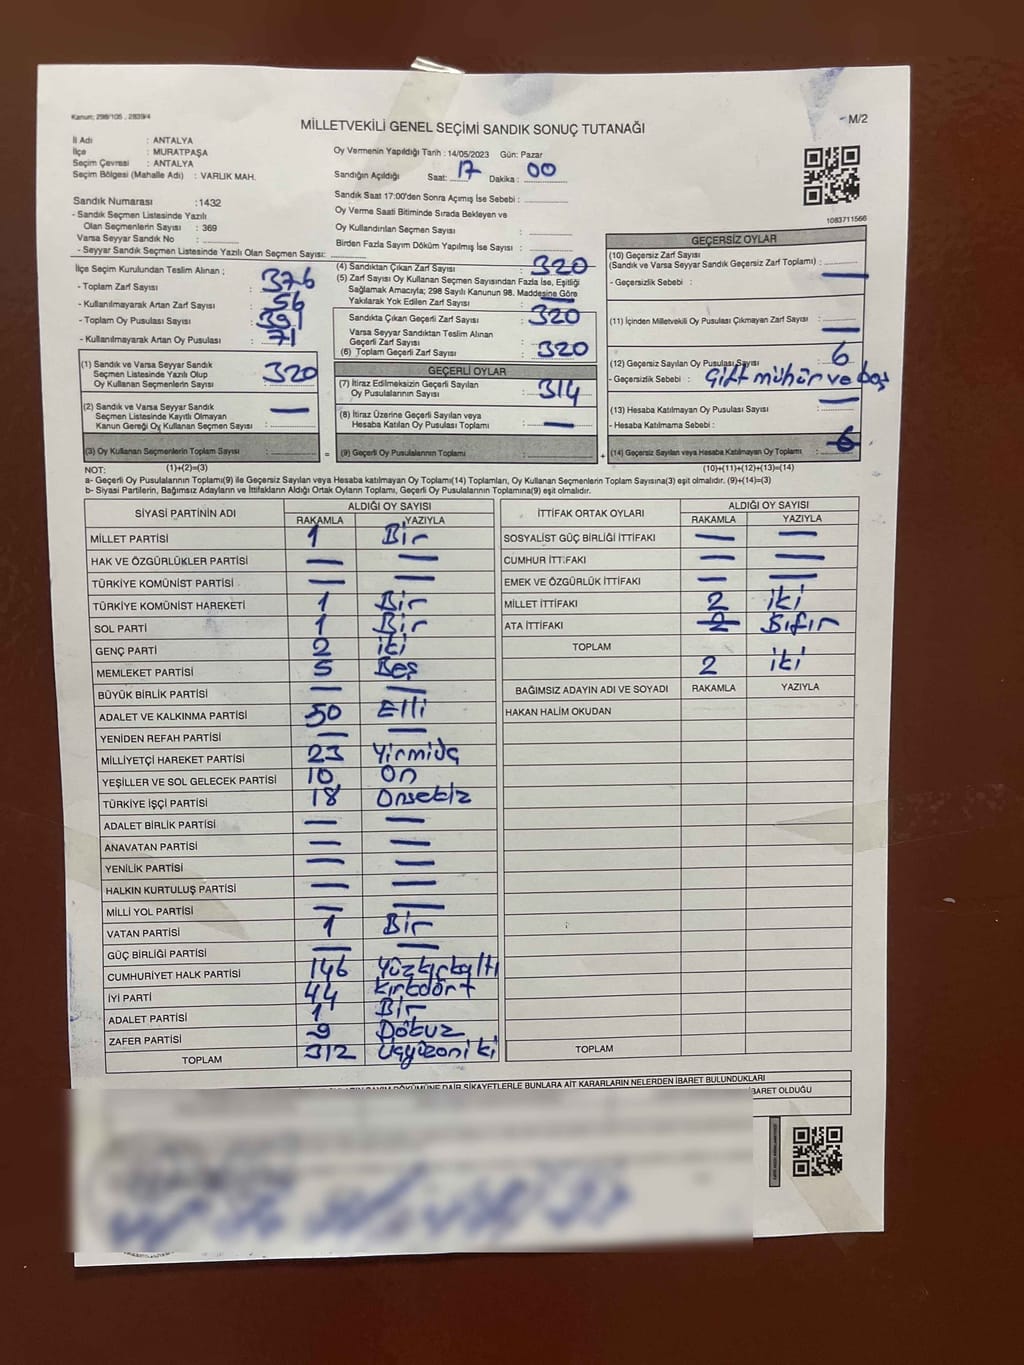 Kanun: 298/105 , 2839/4
MİLLETVEKİLİ GENEL SEÇİMİ SANDIK SONUÇ TUTANAĞI
M/2
İl Adı : ANTALYA
İlçe : MURATPAŞA
Seçim Çevresi : ANTALYA
Seçim Bölgesi (Mahalle Adı) : VARLIK MAH.
Oy Vermenin Yapıldığı Tarih : 14/05/2023 Gün: Pazar
Sandığın Açıldığı Saat: 17 Dakika : 00
Sandık Saat 17:00'den Sonra Açımış İse Sebebi :
Oy Verme Saati Bitiminde Sırada Bekleyen ve
Oy Kullandırılan Seçmen Sayısı :
Birden Fazla Sayım Döküm Yapılmış İse Sayısı :
1083711566
Sandık Numarası :1432
- Sandık Seçmen Listesinde Yazılı
Olan Seçmenlerin Sayısı : 369
Varsa Seyyar Sandık No :
- Seyyar Sandık Seçmen Listesinde Yazılı Olan Seçmen Sayısı:
İlçe Seçim Kurulundan Teslim Alınan ;
- Toplam Zarf Sayısı : 376
- Kullanılmayarak Artan Zarf Sayısı : 56
- Toplam Oy Pusulası Sayısı : 391
- Kullanılmayarak Artan Oy Pusulası : 71
(1) Sandık ve Varsa Seyyar Sandık
Seçmen Listesinde Yazılı Olup
Oy Kullanan Seçmenlerin Sayısı : 320
(2) Sandık ve Varsa Seyyar Sandık
Seçmen Listesinde Kayıtlı Olmayan
Kanun Gereği Oy Kullanan Seçmen Sayısı : —
(3) Oy Kullanan Seçmenlerin Toplam Sayısı :
(4) Sandıktan Çıkan Zarf Sayısı : 320
(5) Zarf Sayısı Oy Kullanan Seçmen Sayısından Fazla İse, Eşitliği
Sağlamak Amacıyla; 298 Sayılı Kanunun 98. Maddesine Göre
Yakılarak Yok Edilen Zarf Sayısı : —
Sandıkta Çıkan Geçerli Zarf Sayısı : 320
Varsa Seyyar Sandıktan Teslim Alınan
Geçerli Zarf Sayısı
(6) Toplam Geçerli Zarf Sayısı : 320
GEÇERLİ OYLAR
(7) İtiraz Edilmeksizin Geçerli Sayılan
Oy Pusulalarının Sayısı : 314
(8) İtiraz Üzerine Geçerli Sayılan veya
Hesaba Katılan Oy Pusulası Toplamı : —
= (9) Geçerli Oy Pusulalarının Toplamı :
GEÇERSİZ OYLAR
(10) Geçersiz Zarf Sayısı
(Sandık ve Varsa Seyyar Sandık Geçersiz Zarf Toplamı) : —
- Geçersizlik Sebebi :
(11) İçinden Milletvekili Oy Pusulası Çıkmayan Zarf Sayısı : —
(12) Geçersiz Sayılan Oy Pusulası Sayısı : 6
- Geçersizlik Sebebi : Çift mühür ve boş
(13) Hesaba Katılmayan Oy Pusulası Sayısı : —
- Hesaba Katılmama Sebebi :
+ (14) Geçersiz Sayılan veya Hesaba Katılmayan Oy Toplamı : 6
NOT: (1)+(2)=(3) (10)+(11)+(12)+(13)=(14)
a- Geçerli Oy Pusulalarının Toplamı(9) ile Geçersiz Sayılan veya Hesaba katılmayan Oy Toplamı(14) Toplamları, Oy Kullanan Seçmenlerin Toplam Sayısına(3) eşit olmalıdır. (9)+(14)=(3)
b- Siyasi Partilerin, Bağımsız Adayların ve İttifakların Aldığı Ortak Oyların Toplamı, Geçerli Oy Pusulalarının Toplamına(9) eşit olmalıdır.
SİYASİ PARTİNİN ADI ALDIĞI OY SAYISI
RAKAMLA YAZIYLA
MİLLET PARTİSİ 1 Bir
HAK VE ÖZGÜRLÜKLER PARTİSİ — —
TÜRKİYE KOMÜNİST PARTİSİ — —
TÜRKİYE KOMÜNİST HAREKETİ 1 Bir
SOL PARTİ 1 Bir
GENÇ PARTİ 2 iki
MEMLEKET PARTİSİ 5 Beş
BÜYÜK BİRLİK PARTİSİ — —
ADALET VE KALKINMA PARTİSİ 50 Elli
YENİDEN REFAH PARTİSİ — —
MİLLİYETÇİ HAREKET PARTİSİ 23 Yirmiüç
YEŞİLLER VE SOL GELECEK PARTİSİ 10 On
TÜRKİYE İŞÇİ PARTİSİ 18 Onsekiz
ADALET BİRLİK PARTİSİ — —
ANAVATAN PARTİSİ — —
YENİLİK PARTİSİ — —
HALKIN KURTULUŞ PARTİSİ — —
MİLLİ YOL PARTİSİ — —
VATAN PARTİSİ 1 Bir
GÜÇ BİRLİĞİ PARTİSİ — —
CUMHURİYET HALK PARTİSİ 146 Yüzkırkaltı
İYİ PARTİ 44 Kırkdört
ADALET PARTİSİ 1 Bir
ZAFER PARTİSİ 9 Dokuz
TOPLAM 312 Üçyüzoniki
İTTİFAK ORTAK OYLARI ALDIĞI OY SAYISI
RAKAMLA YAZIYLA
SOSYALİST GÜÇ BİRLİĞİ İTTİFAKI — —
CUMHUR İTTİFAKI — —
EMEK VE ÖZGÜRLÜK İTTİFAKI — —
MİLLET İTTİFAKI 2 iki
ATA İTTİFAKI 2 Sıfır
TOPLAM 2 iki
BAĞIMSIZ ADAYIN ADI VE SOYADI RAKAMLA YAZIYLA
HAKAN HALİM OKUDAN
TOPLAM
SAYIM DÖKÜMÜNE DAİR ŞİKAYETLERLE BUNLARA AİT KARARLARIN NELERDEN İBARET BULUNDUKLARI
İBARET OLDUĞU